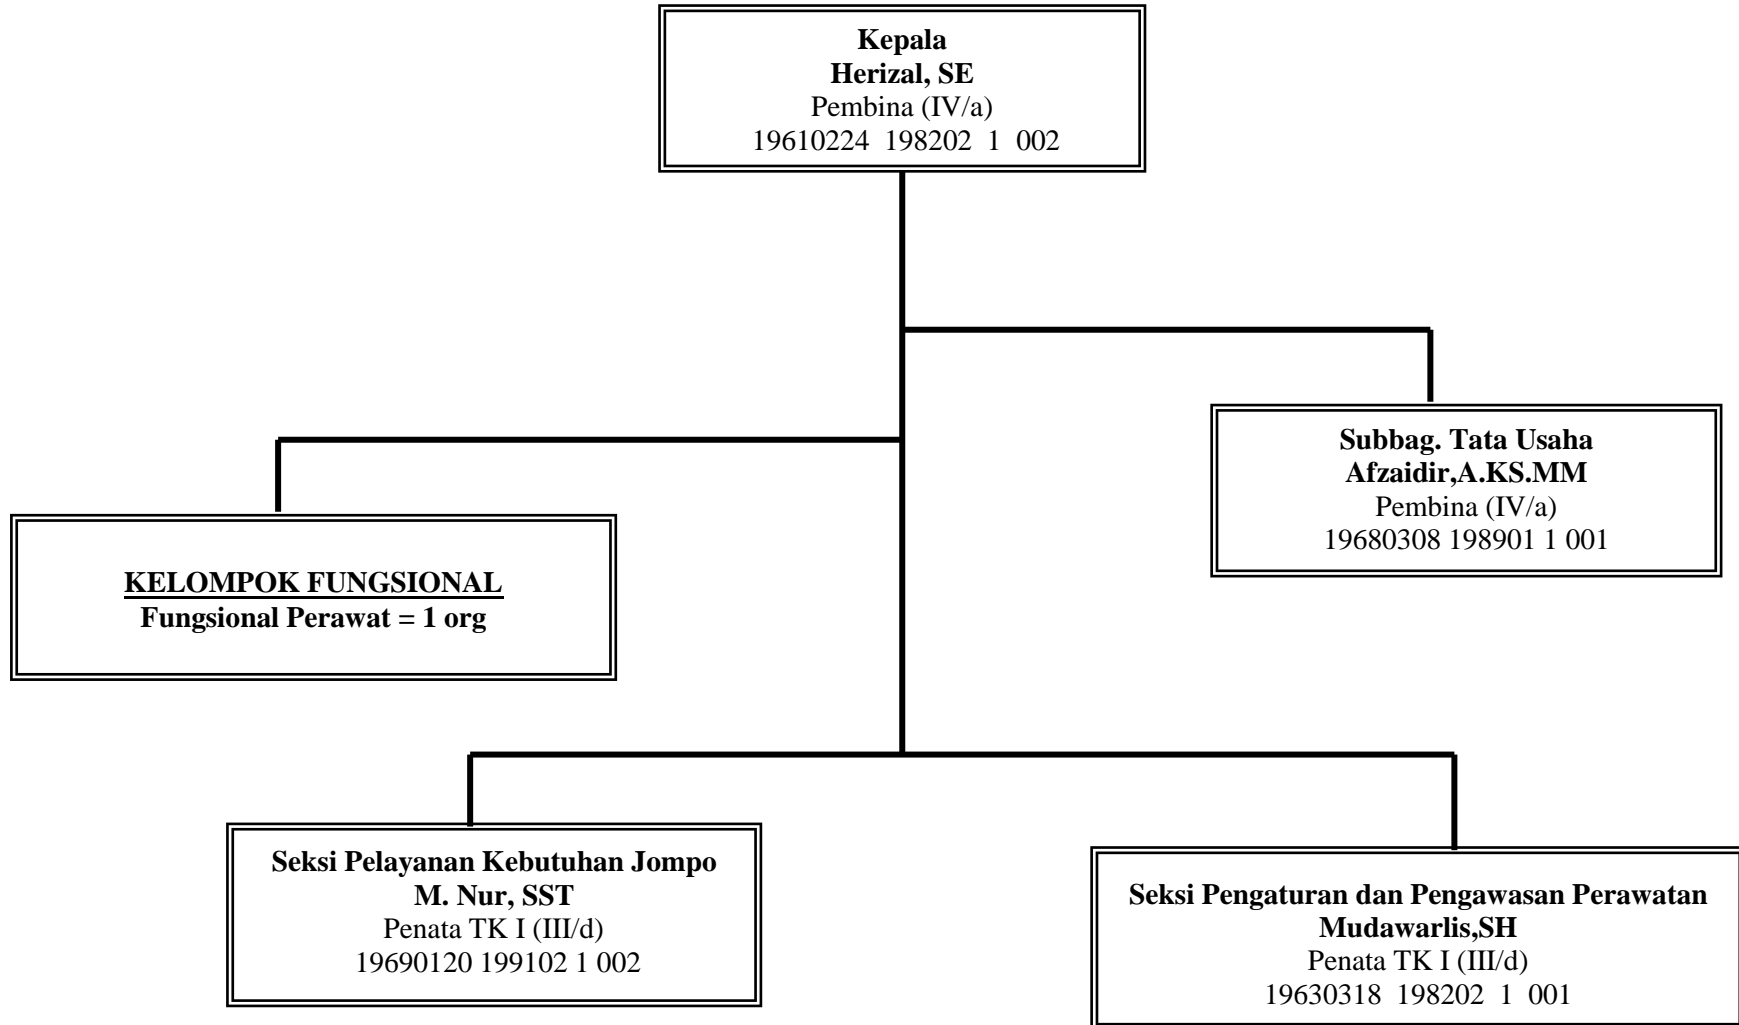 Kepala
Herizal, SE
Pembina (IV/a)
19610224 198202 1 002
Subbag. Tata Usaha
Afzaidir,A.KS.MM
Pembina (IV/a)
19680308 198901 1 001
KELOMPOK FUNGSIONAL
Fungsional Perawat = 1 org
Seksi Pelayanan Kebutuhan Jompo
M. Nur, SST
Penata TK I (III/d)
19690120 199102 1 002
Seksi Pengaturan dan Pengawasan Perawatan
Mudawarlis,SH
Penata TK I (III/d)
19630318 198202 1 001